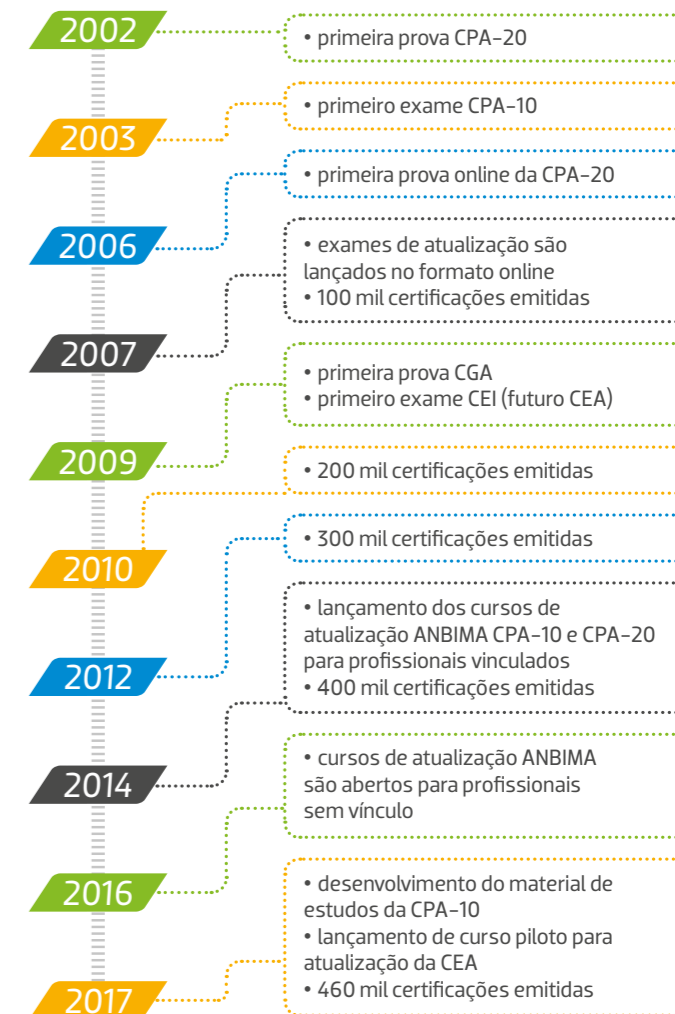 2002
• primeira prova CPA-20
2003
• primeiro exame CPA-10
2006
• primeira prova online da CPA-20
2007
• exames de atualização são
lançados no formato online
• 100 mil certificações emitidas
2009
• primeira prova CGA
• primeiro exame CEI (futuro CEA)
2010
• 200 mil certificações emitidas
2012
• 300 mil certificações emitidas
2014
• lançamento dos cursos de
atualização ANBIMA CPA-10 e CPA-20
para profissionais vinculados
• 400 mil certificações emitidas
2016
• cursos de atualização ANBIMA
são abertos para profissionais
sem vínculo
2017
• desenvolvimento do material de
estudos da CPA-10
• lançamento de curso piloto para
atualização da CEA
• 460 mil certificações emitidas